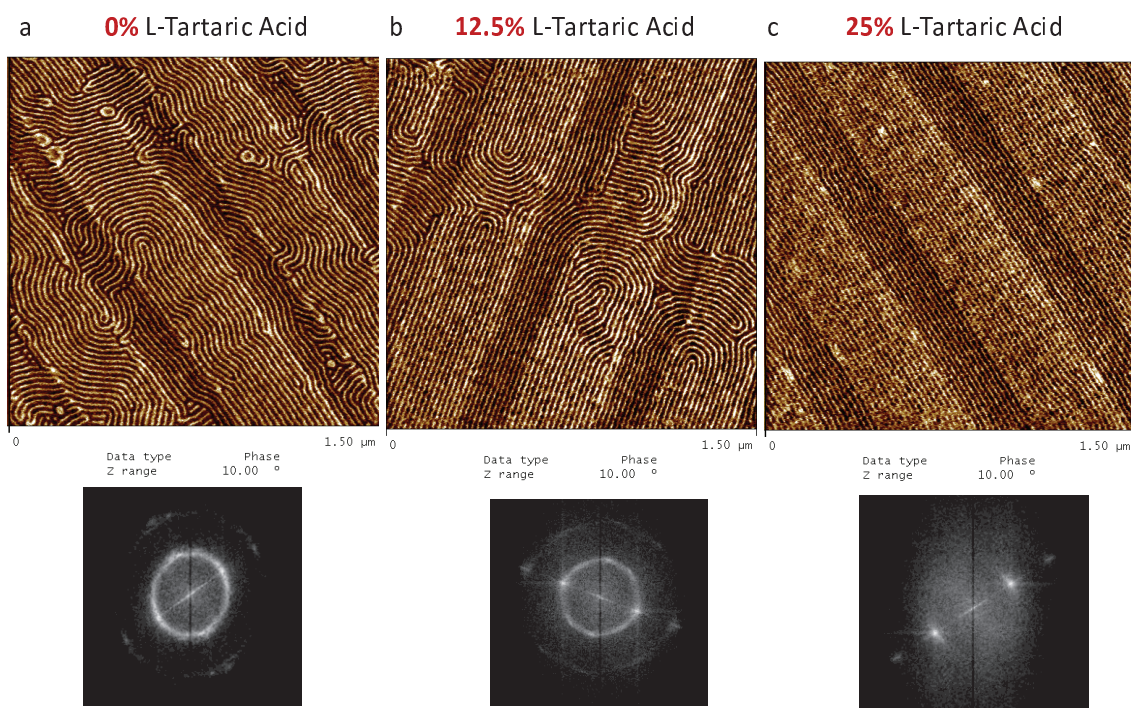 a 0% L-Tartaric Acid
b 12.5% L-Tartaric Acid
c 25% L-Tartaric Acid
0 1.50 µm
Data type Phase
Z range 10.00 º
0 1.50 µm
Data type Phase
Z range 10.00 º
0 1.50 µm
Data type Phase
Z range 10.00 º